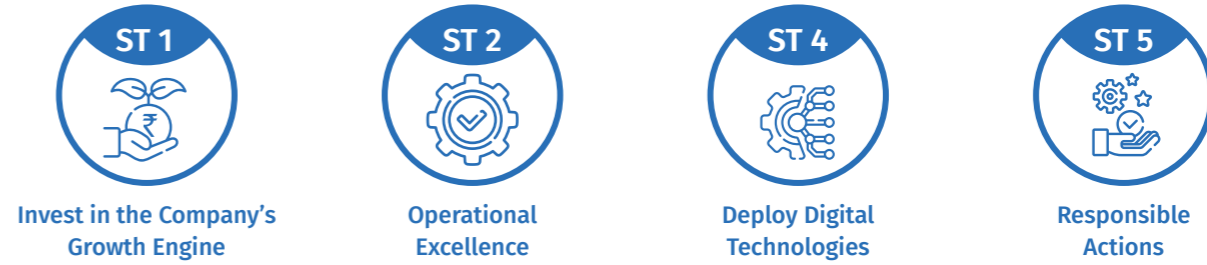 ST 1
₹
Invest in the Company’s
Growth Engine
ST 2
Operational
Excellence
ST 4
Deploy Digital
Technologies
ST 5
Responsible
Actions